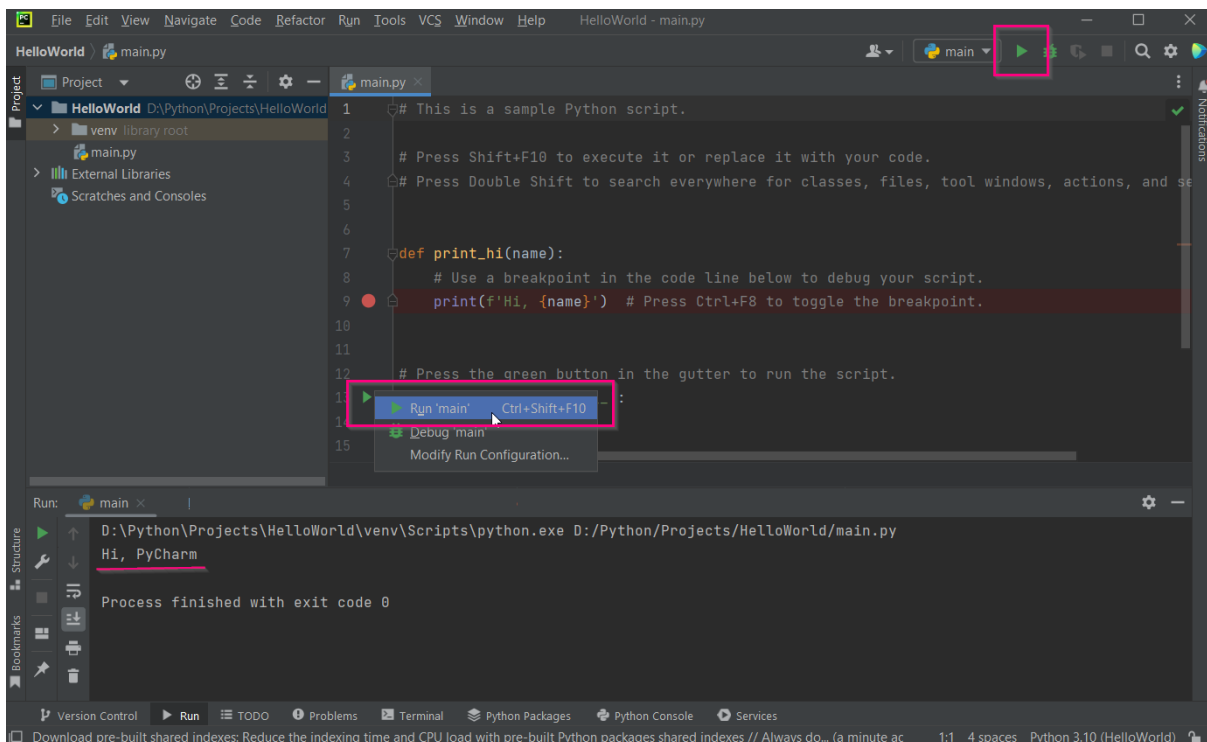 PC File Edit View Navigate Code Refactor Run Tools VCS Window Help HelloWorld - main.py
HelloWorld main.py main
Project main.py
Project
HelloWorld D:\Python\Projects\HelloWorld
venv library root
main.py
External Libraries
Scratches and Consoles
1 # This is a sample Python script.
2
3 # Press Shift+F10 to execute it or replace it with your code.
4 # Press Double Shift to search everywhere for classes, files, tool windows, actions, and se
5
6
7 def print_hi(name):
8 # Use a breakpoint in the code line below to debug your script.
9 print(f'Hi, {name}') # Press Ctrl+F8 to toggle the breakpoint.
10
11
12 # Press the green button in the gutter to run the script.
13 :
Run 'main' Ctrl+Shift+F10
14
Debug 'main'
15
Modify Run Configuration...
Notifications
Run: main
D:\Python\Projects\HelloWorld\venv\Scripts\python.exe D:/Python/Projects/HelloWorld/main.py
Hi, PyCharm
Process finished with exit code 0
Structure
Bookmarks
Version Control Run TODO Problems Terminal Python Packages Python Console Services
Download pre-built shared indexes: Reduce the indexing time and CPU load with pre-built Python packages shared indexes // Always do... (a minute ac 1:1 4 spaces Python 3.10 (HelloWorld)